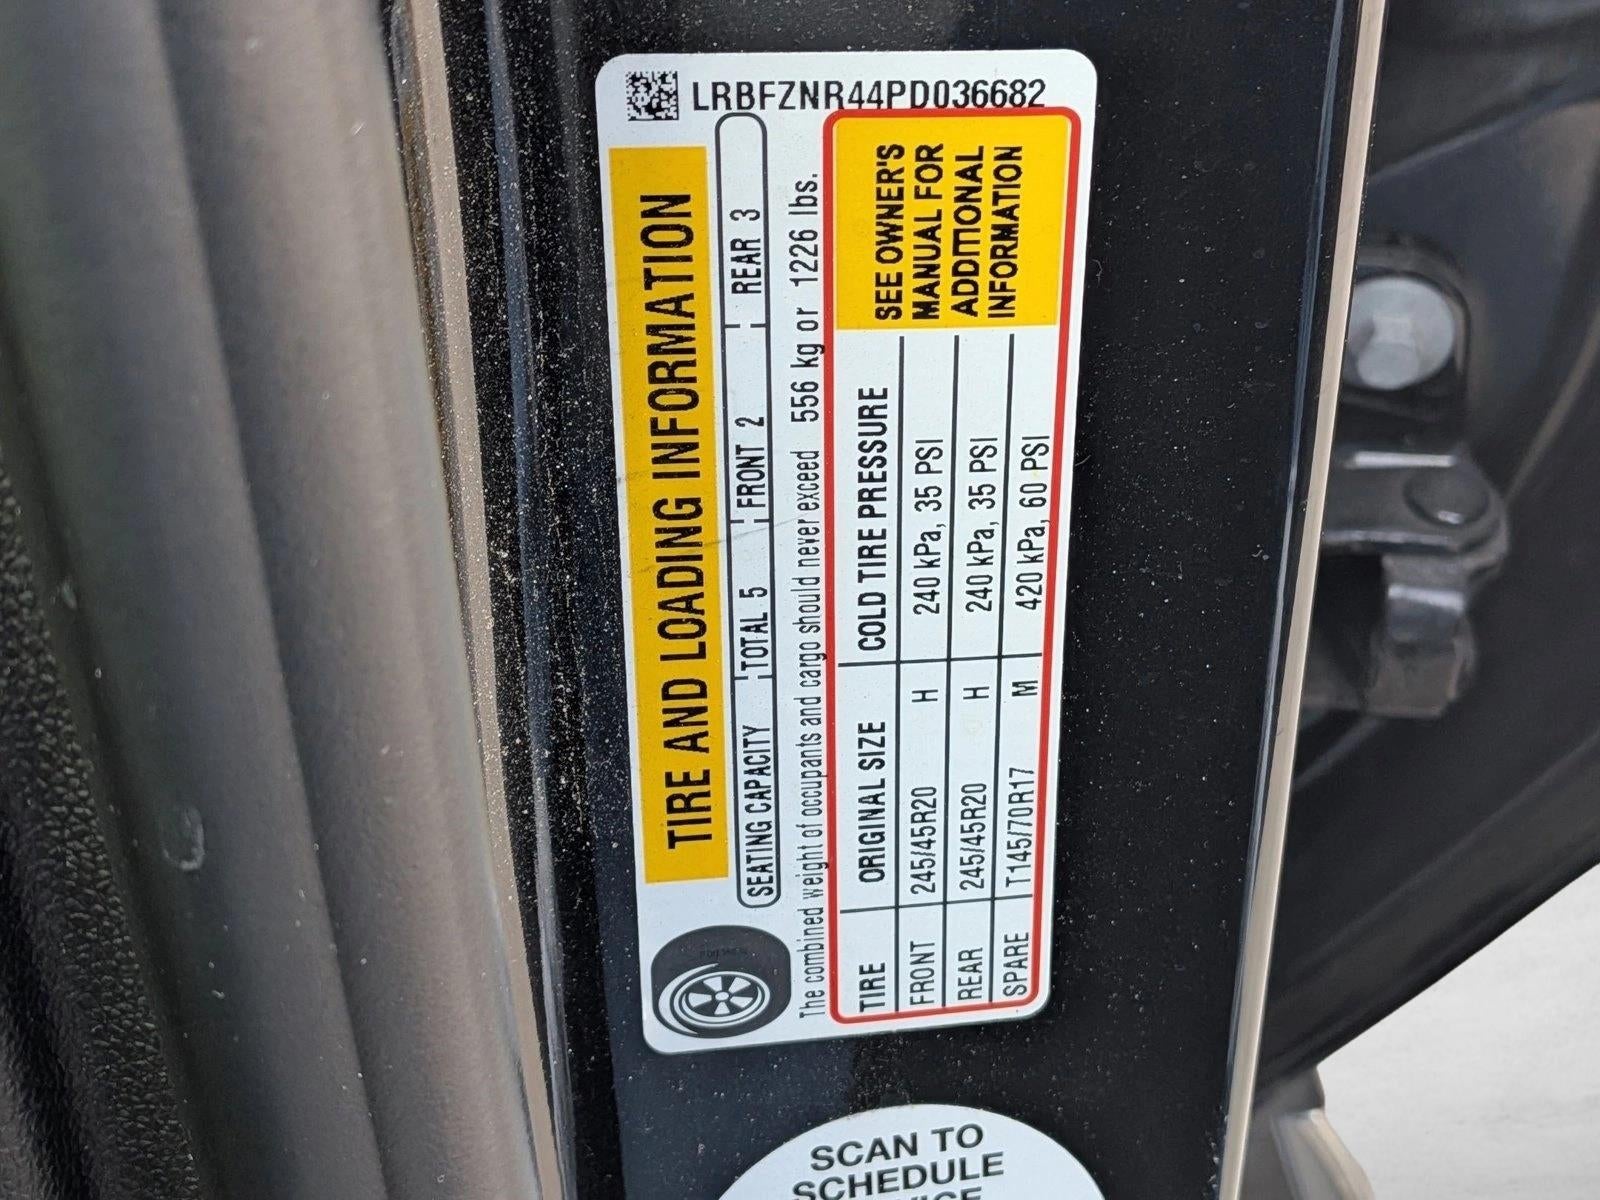 LRBFZNR44PD036682
TIRE AND LOADING INFORMATION
SEATING CAPACITY TOTAL 5 FRONT 2 REAR 3
The combined weight of occupants and cargo should never exceed 556 kg or 1226 lbs.
TIRE ORIGINAL SIZE COLD TIRE PRESSURE
FRONT 245/45R20 H 240 kPa, 35 PSI
REAR 245/45R20 H 240 kPa, 35 PSI
SPARE T145/70R17 M 420 kPa, 60 PSI
SEE OWNER'S
MANUAL FOR
ADDITIONAL
INFORMATION
SCAN TO
SCHEDULE